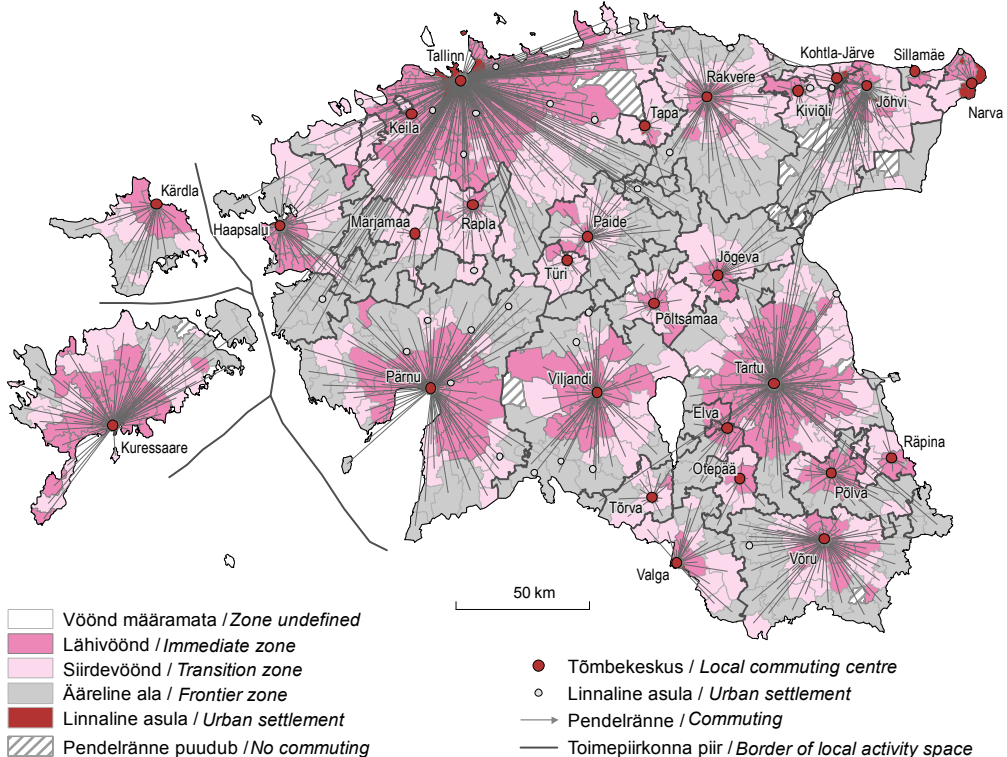 Tallinn
Kohtla-Järve
Sillamäe
Rakvere
Keila
Tapa
Kiviõli
Jõhvi
Narva
Kärdla
Haapsalu
Marjamaa
Rapla
Paide
Türi
Jõgeva
Põltsamaa
Pärnu
Viljandi
Tartu
Kuressaare
Elva
Räpina
Otepää
Põlva
Tõrva
Valga
Võru
50 km
Vöönd määramata / Zone undefined
Lähivöönd / Immediate zone
Siirdevöönd / Transition zone
Ääreline ala / Frontier zone
Linnaline asula / Urban settlement
Pendelränne puudub / No commuting
Tõmbekeskus / Local commuting centre
Linnaline asula / Urban settlement
Pendelränne / Commuting
Toimepiirkonna piir / Border of local activity space